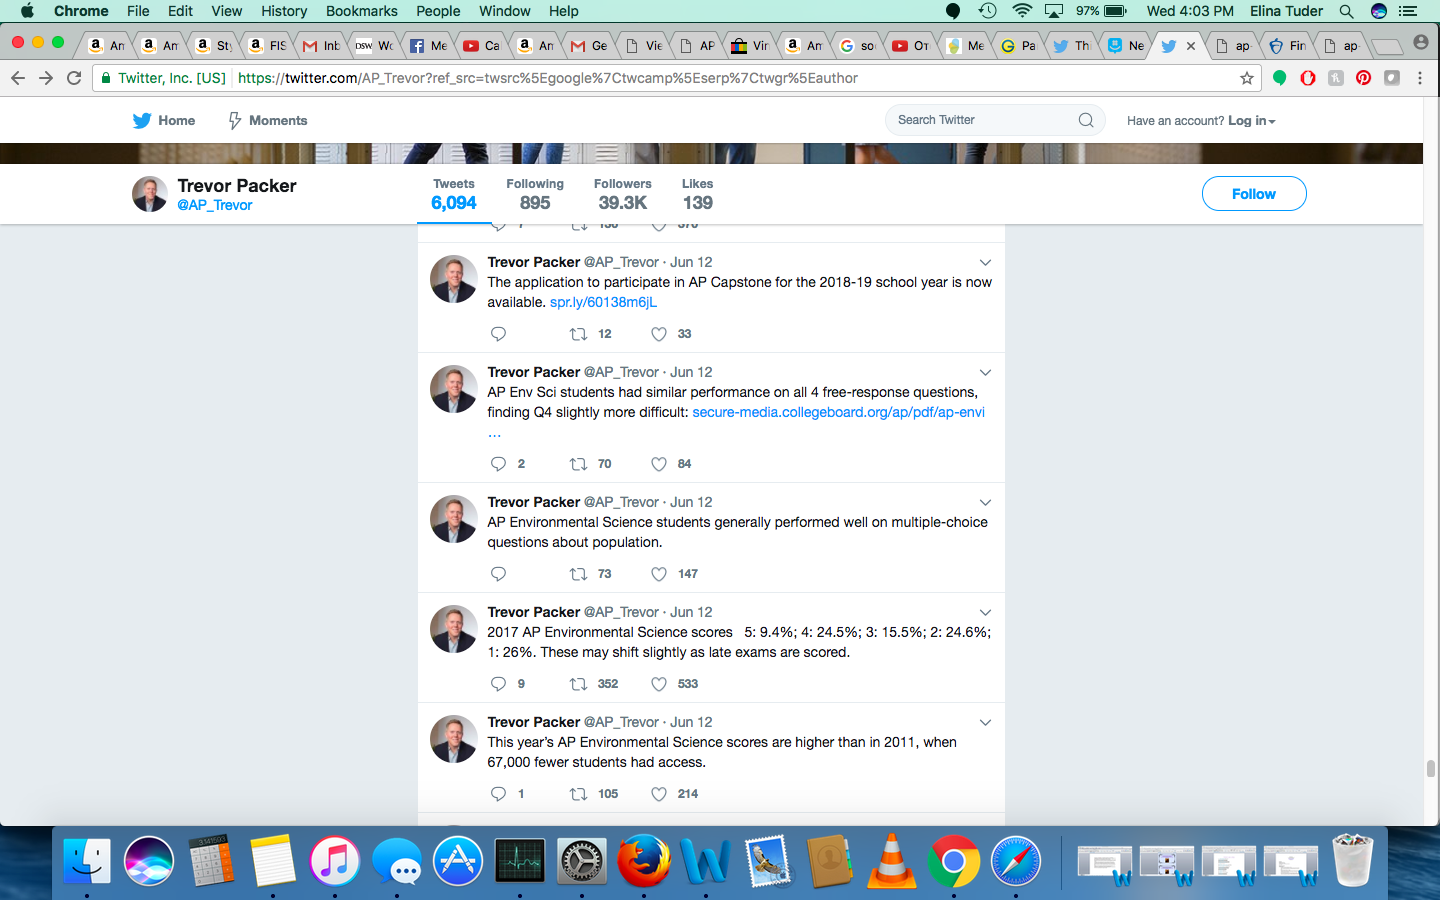 Chrome File Edit View History Bookmarks People Window Help 97% Wed 4:03 PM Elina Tuder
An An Sty FIS Inb DSW Wo Me Ca An Ge Vie AP Vir An so Me Pa Th Ne ap Fin ap
Twitter, Inc. [US] https://twitter.com/AP_Trevor?ref_src=twsrc%5Egoogle%7Ctwcamp%5Eserp%7Ctwgr%5Eauthor
Home Moments Search Twitter Have an account? Log in
Trevor Packer
@AP_Trevor
Tweets Following Followers Likes
6,094 895 39.3K 139
Follow
Trevor Packer @AP_Trevor · Jun 12
The application to participate in AP Capstone for the 2018-19 school year is now
available. spr.ly/60138m6jL
12 33
Trevor Packer @AP_Trevor · Jun 12
AP Env Sci students had similar performance on all 4 free-response questions,
finding Q4 slightly more difficult: secure-media.collegeboard.org/ap/pdf/ap-envi
…
2 70 84
Trevor Packer @AP_Trevor · Jun 12
AP Environmental Science students generally performed well on multiple-choice
questions about population.
73 147
Trevor Packer @AP_Trevor · Jun 12
2017 AP Environmental Science scores 5: 9.4%; 4: 24.5%; 3: 15.5%; 2: 24.6%;
1: 26%. These may shift slightly as late exams are scored.
9 352 533
Trevor Packer @AP_Trevor · Jun 12
This year's AP Environmental Science scores are higher than in 2011, when
67,000 fewer students had access.
1 105 214